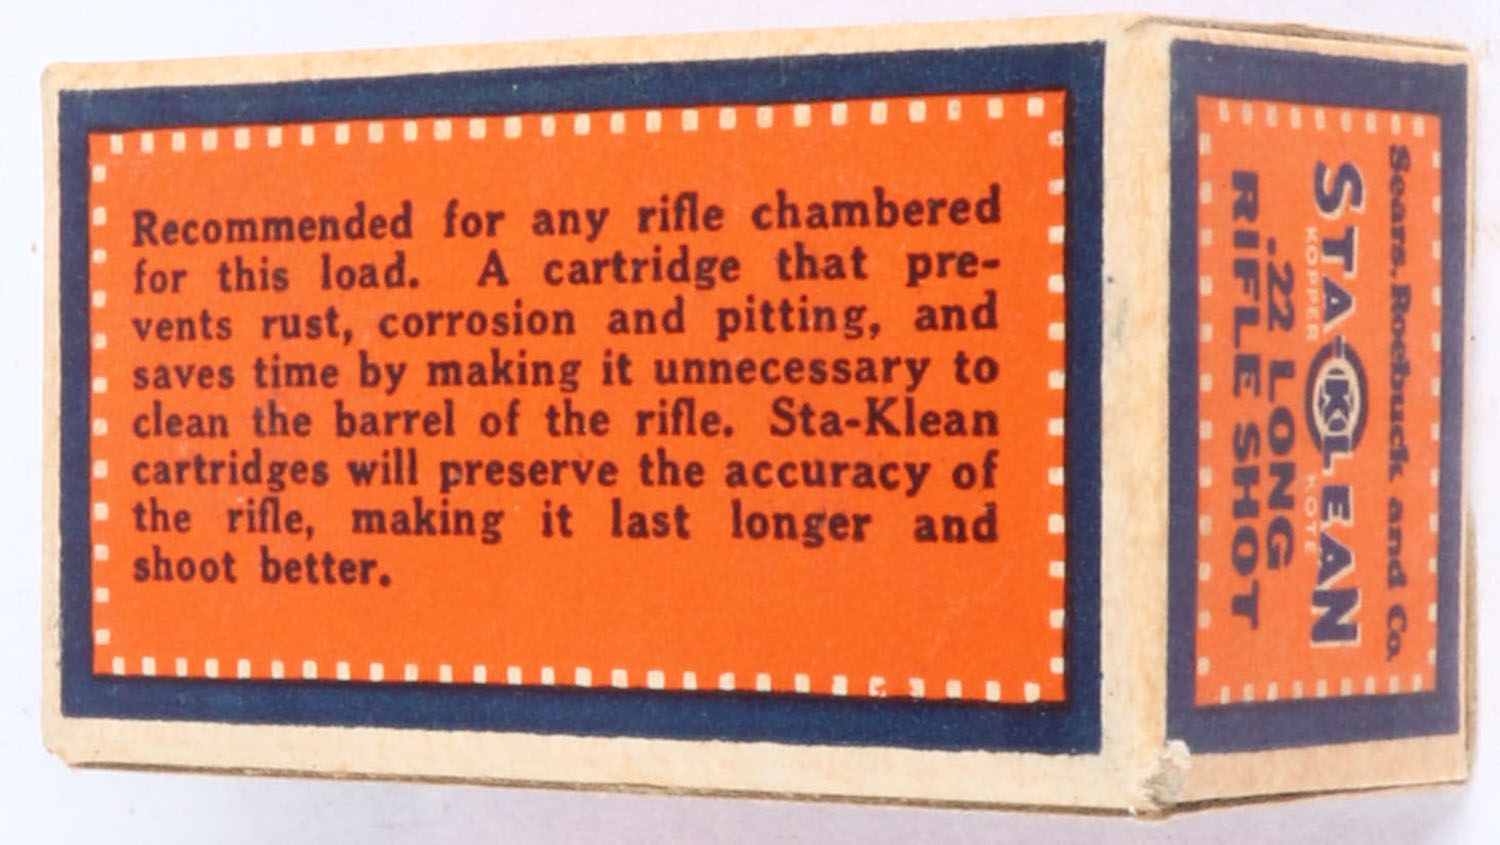 Recommended for any rifle chambered
for this load. A cartridge that pre-
vents rust, corrosion and pitting, and
saves time by making it unnecessary to
clean the barrel of the rifle. Sta-Klean
cartridges will preserve the accuracy of
the rifle, making it last longer and
shoot better.
Sears, Roebuck and Co.
STA-KLEAN
KOPPER KOTE
.22 LONG
RIFLE SHOT